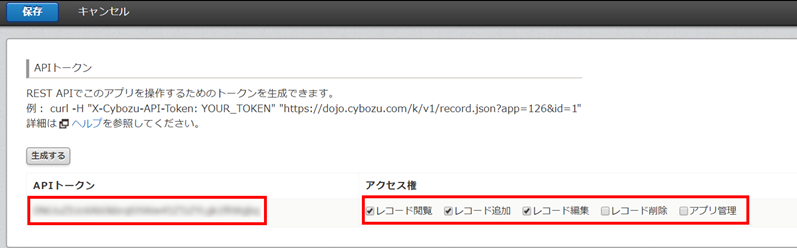 保存 キャンセル
APIトークン
REST APIでこのアプリを操作するためのトークンを生成できます。
例： curl -H "X-Cybozu-API-Token: YOUR_TOKEN" "https://dojo.cybozu.com/k/v1/record.json?app=126&id=1"
詳細は ヘルプを参照してください。
生成する
APIトークン アクセス権
レコード閲覧 レコード追加 レコード編集 レコード削除 アプリ管理